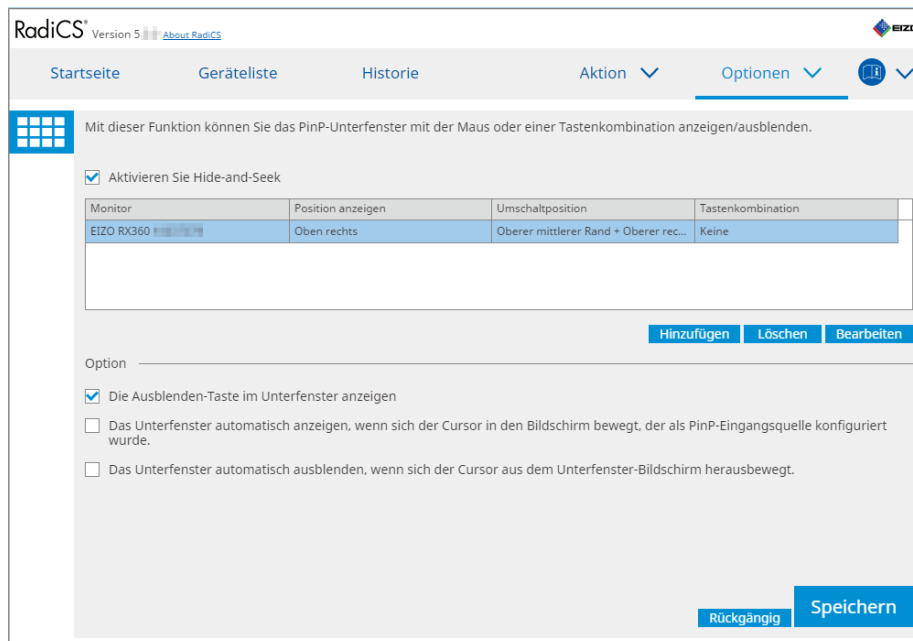 RadiCS® Version 5. About RadiCS
EIZO
Startseite Geräteliste Historie Aktion Optionen
Mit dieser Funktion können Sie das PinP-Unterfenster mit der Maus oder einer Tastenkombination anzeigen/ausblenden.
Aktivieren Sie Hide-and-Seek
Monitor Position anzeigen Umschaltposition Tastenkombination
EIZO RX360 Oben rechts Oberer mittlerer Rand + Oberer rec... Keine
Hinzufügen Löschen Bearbeiten
Option
Die Ausblenden-Taste im Unterfenster anzeigen
Das Unterfenster automatisch anzeigen, wenn sich der Cursor in den Bildschirm bewegt, der als PinP-Eingangsquelle konfiguriert
wurde.
Das Unterfenster automatisch ausblenden, wenn sich der Cursor aus dem Unterfenster-Bildschirm herausbewegt.
Rückgängig Speichern